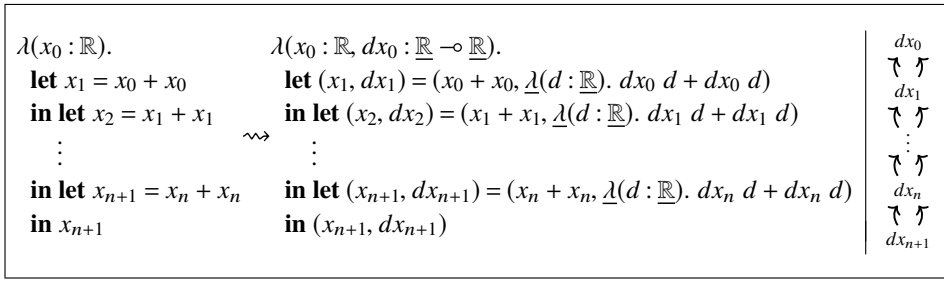 λ(x₀ : ℝ). λ(x₀ : ℝ, dx₀ : ℝ̲ ⊸ ℝ̲). dx₀
let x₁ = x₀ + x₀ let (x₁, dx₁) = (x₀ + x₀, λ̲(d : ℝ̲). dx₀ d + dx₀ d)
dx₁
in let x₂ = x₁ + x₁ ⇝ in let (x₂, dx₂) = (x₁ + x₁, λ̲(d : ℝ̲). dx₁ d + dx₁ d)
⋮ ⋮ ⋮
in let xₙ₊₁ = xₙ + xₙ in let (xₙ₊₁, dxₙ₊₁) = (xₙ + xₙ, λ̲(d : ℝ̲). dxₙ d + dxₙ d) dxₙ
in xₙ₊₁ in (xₙ₊₁, dxₙ₊₁)
dxₙ₊₁